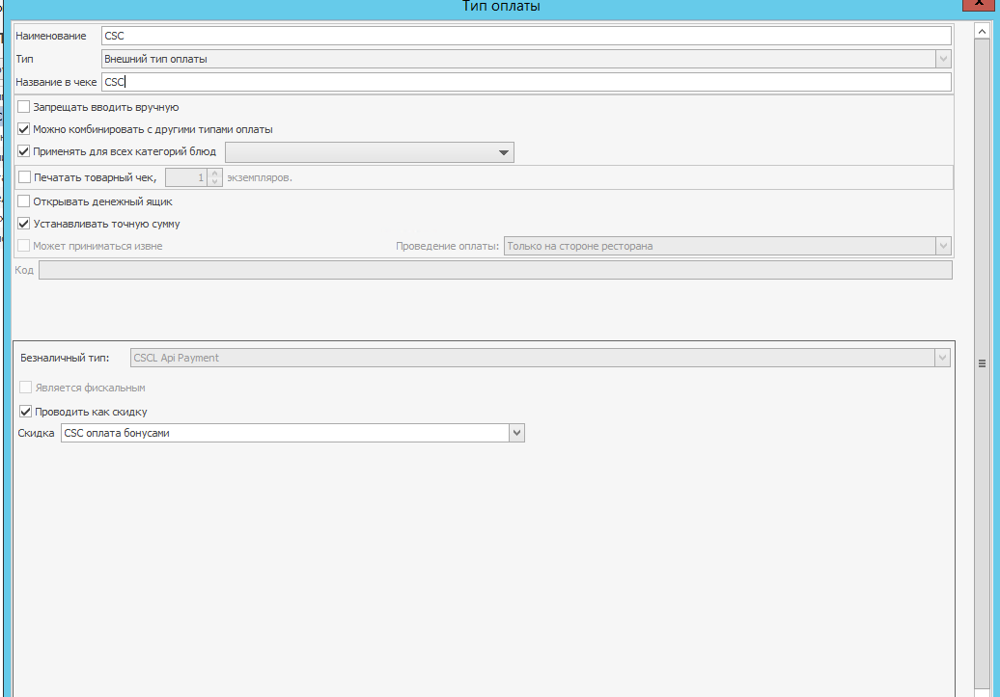 Тип оплаты
x
Наименование CSC
Тип Внешний тип оплаты
Название в чеке CSC
Запрещать вводить вручную
Можно комбинировать с другими типами оплаты
Применять для всех категорий блюд
Печатать товарный чек, 1 экземпляров.
Открывать денежный ящик
Устанавливать точную сумму
Может приниматься извне Проведение оплаты: Только на стороне ресторана
Код
Безналичный тип: CSCL Api Payment
Является фискальным
Проводить как скидку
Скидка CSC оплата бонусами